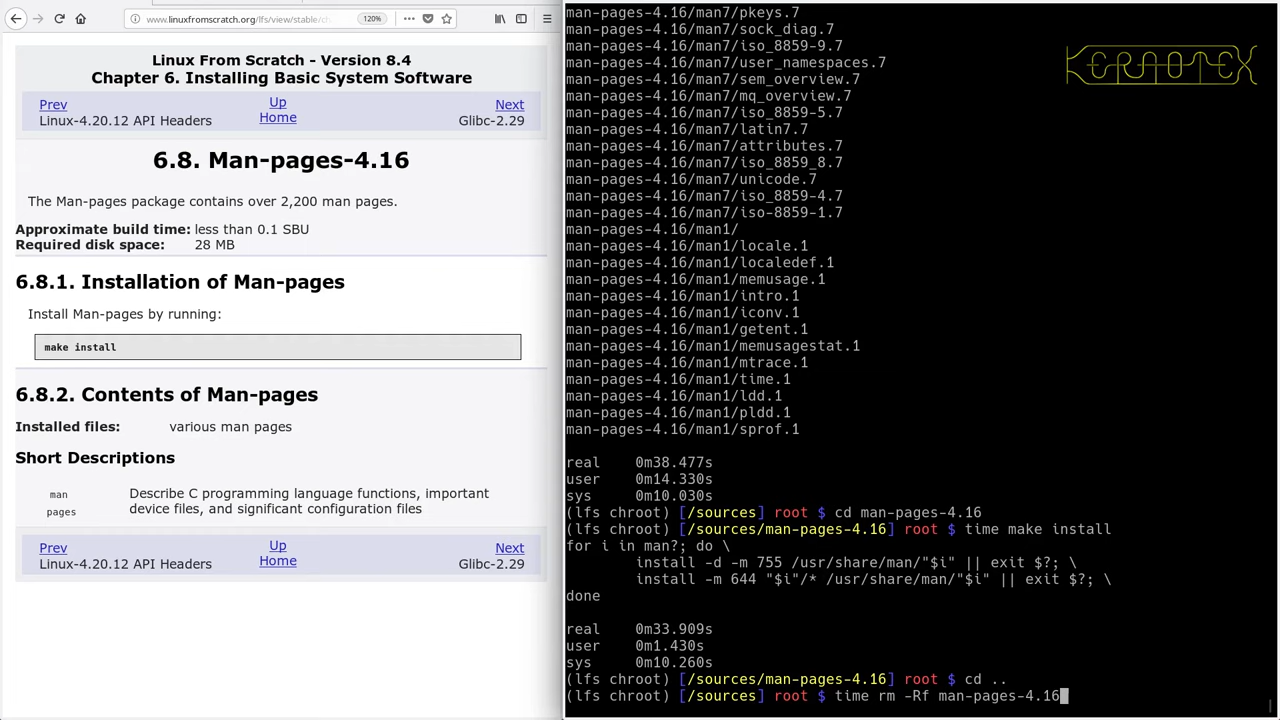 www.linuxfromscratch.org/lfs/view/stable/ch
120%
Linux From Scratch - Version 8.4
Chapter 6. Installing Basic System Software
Prev
Up
Next
Linux-4.20.12 API Headers
Home
Glibc-2.29
6.8. Man-pages-4.16
The Man-pages package contains over 2,200 man pages.
Approximate build time: less than 0.1 SBU
Required disk space: 28 MB
6.8.1. Installation of Man-pages
Install Man-pages by running:
make install
6.8.2. Contents of Man-pages
Installed files: various man pages
Short Descriptions
man pages
Describe C programming language functions, important
device files, and significant configuration files
Prev
Up
Next
Linux-4.20.12 API Headers
Home
Glibc-2.29
man-pages-4.16/man7/pkeys.7
man-pages-4.16/man7/sock_diag.7
man-pages-4.16/man7/iso_8859-9.7
man-pages-4.16/man7/user_namespaces.7
man-pages-4.16/man7/sem_overview.7
man-pages-4.16/man7/mq_overview.7
man-pages-4.16/man7/iso_8859-5.7
man-pages-4.16/man7/latin7.7
man-pages-4.16/man7/attributes.7
man-pages-4.16/man7/iso_8859_8.7
man-pages-4.16/man7/unicode.7
man-pages-4.16/man7/iso_8859-4.7
man-pages-4.16/man7/iso-8859-1.7
man-pages-4.16/man1/
man-pages-4.16/man1/locale.1
man-pages-4.16/man1/localedef.1
man-pages-4.16/man1/memusage.1
man-pages-4.16/man1/intro.1
man-pages-4.16/man1/iconv.1
man-pages-4.16/man1/getent.1
man-pages-4.16/man1/memusagestat.1
man-pages-4.16/man1/mtrace.1
man-pages-4.16/man1/time.1
man-pages-4.16/man1/ldd.1
man-pages-4.16/man1/pldd.1
man-pages-4.16/man1/sprof.1
real 0m38.477s
user 0m14.330s
sys 0m10.030s
(lfs chroot) [/sources] root $ cd man-pages-4.16
(lfs chroot) [/sources/man-pages-4.16] root $ time make install
for i in man?; do \
install -d -m 755 /usr/share/man/"$i" || exit $?; \
install -m 644 "$i"/* /usr/share/man/"$i" || exit $?; \
done
real 0m33.909s
user 0m1.430s
sys 0m10.260s
(lfs chroot) [/sources/man-pages-4.16] root $ cd ..
(lfs chroot) [/sources] root $ time rm -Rf man-pages-4.16
KERAOTEX